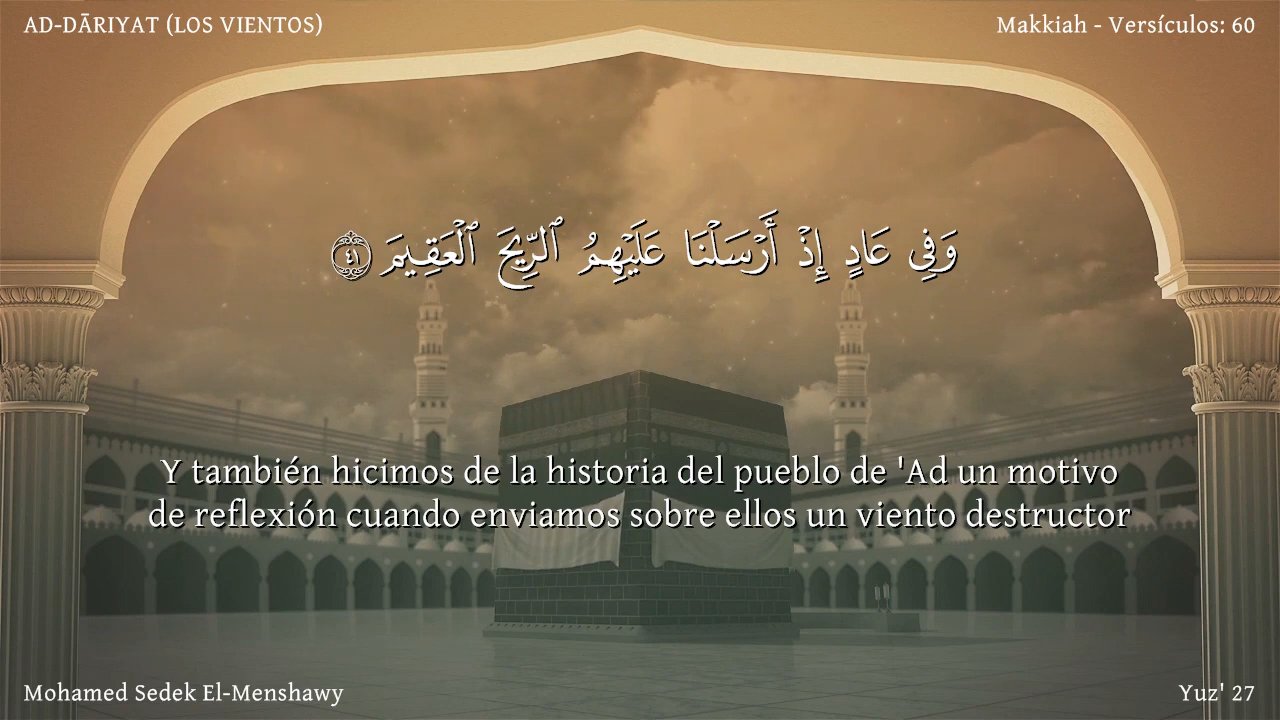 AD-DĀRIYAT (LOS VIENTOS)
Makkiah - Versículos: 60
وَفِى عَادٍ إِذْ أَرْسَلْنَا عَلَيْهِمُ ٱلرِّيحَ ٱلْعَقِيمَ ٤١
Y también hicimos de la historia del pueblo de 'Ad un motivo
de reflexión cuando enviamos sobre ellos un viento destructor
Mohamed Sedek El-Menshawy
Yuz' 27